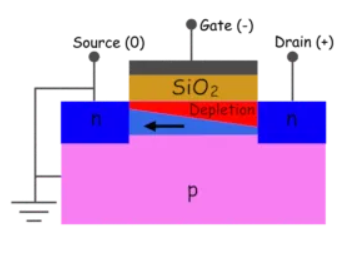 Gate (-)
Source (0)
Drain (+)
SiO₂
Depletion
n
n
p